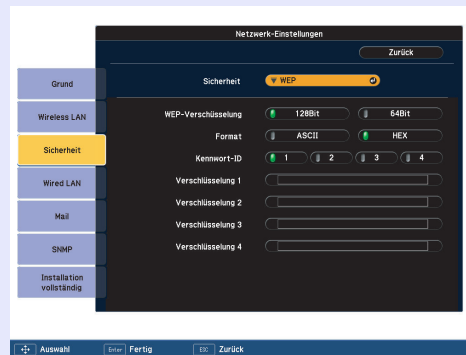 Netzwerk-Einstellungen
Zurück
Grund
Wireless LAN
Sicherheit
Wired LAN
Mail
SNMP
Installation
vollständig
Sicherheit WEP
WEP-Verschlüsselung 128Bit 64Bit
Format ASCII HEX
Kennwort-ID 1 2 3 4
Verschlüsselung 1
Verschlüsselung 2
Verschlüsselung 3
Verschlüsselung 4
Auswahl Enter Fertig ESC Zurück